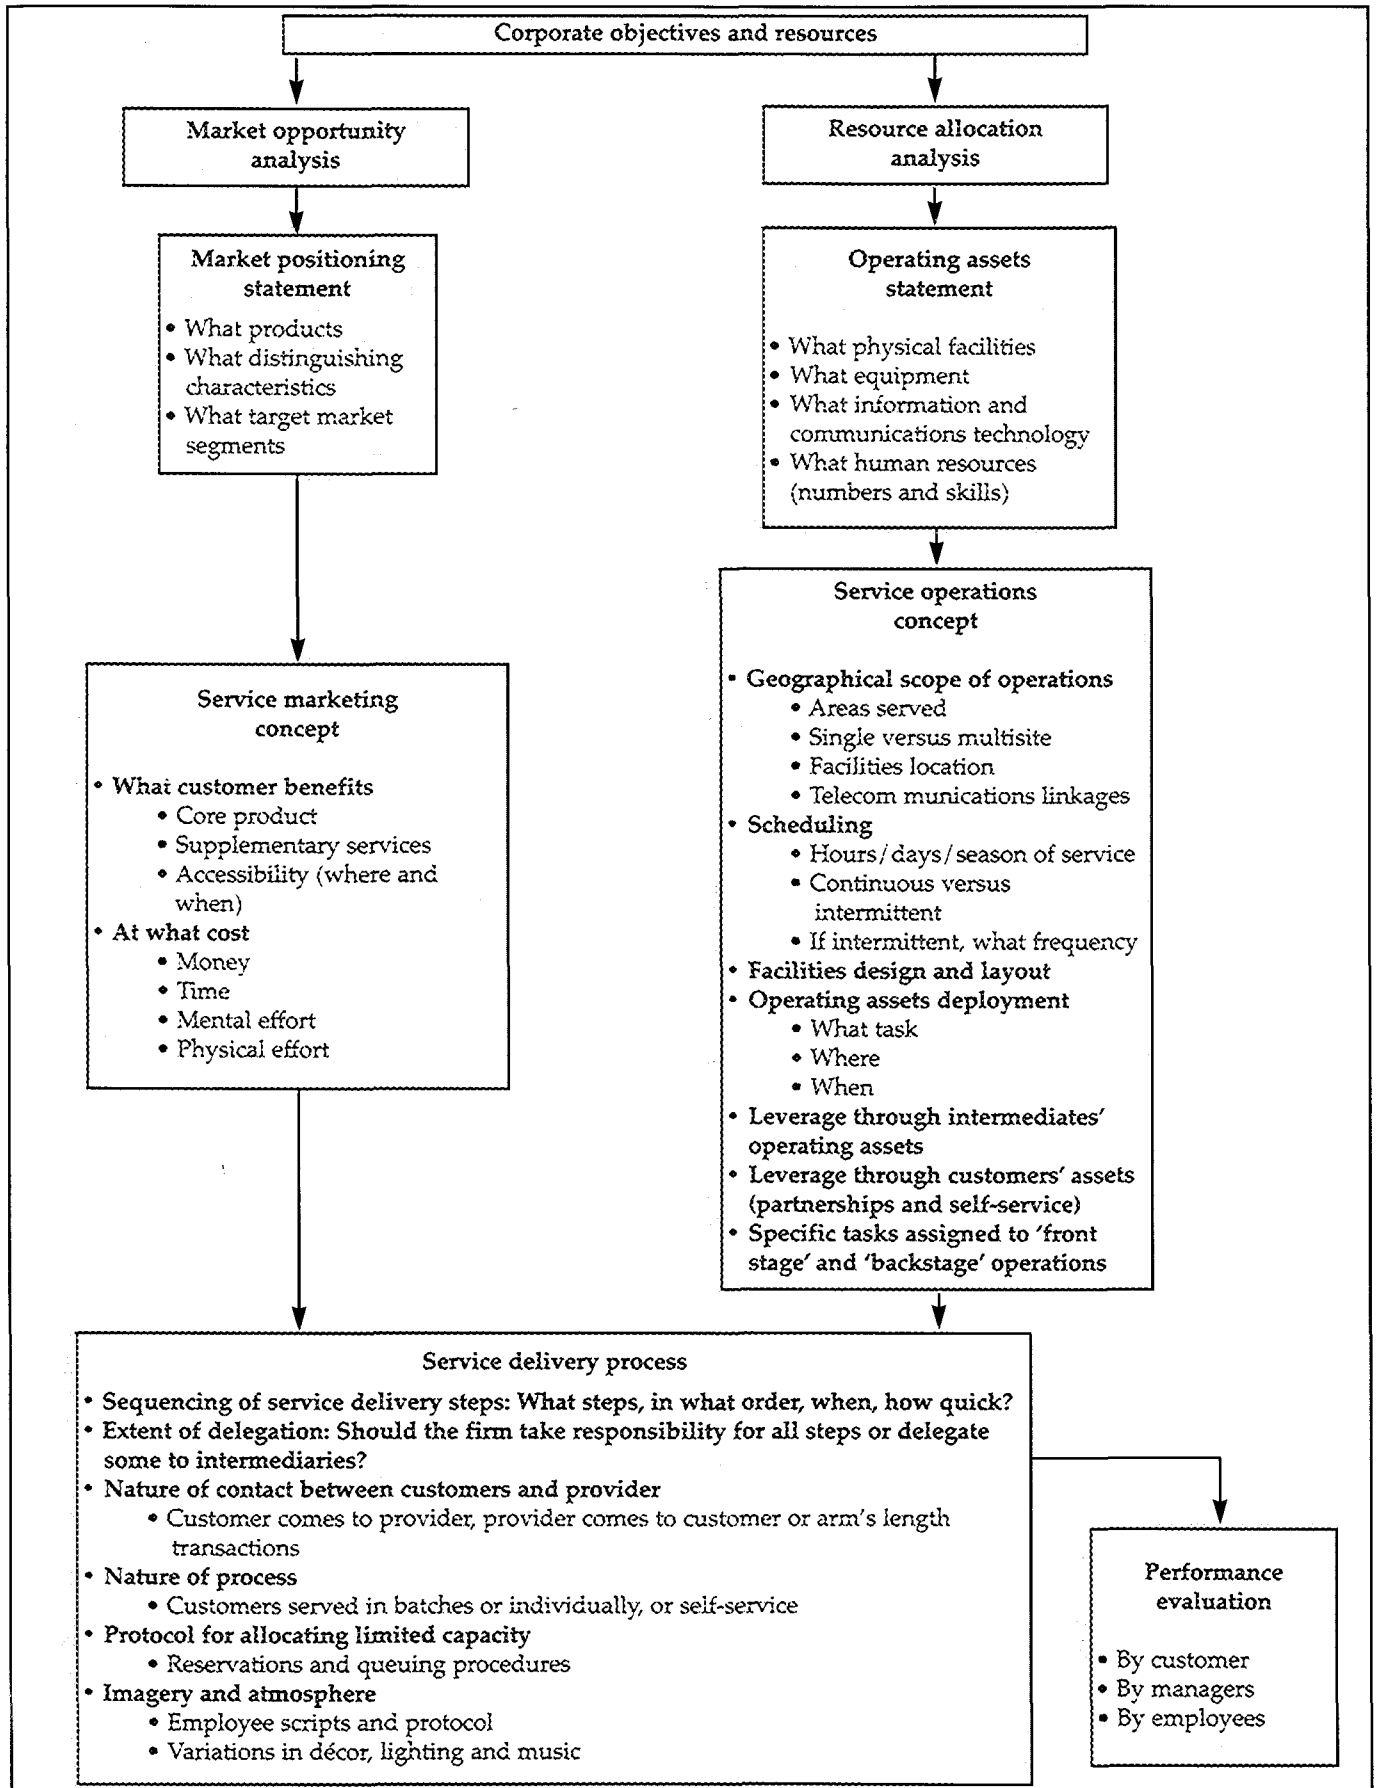 Corporate objectives and resources
Market opportunity
analysis
Market positioning
statement
• What products
• What distinguishing
characteristics
• What target market
segments
Service marketing
concept
• What customer benefits
• Core product
• Supplementary services
• Accessibility (where and
when)
• At what cost
• Money
• Time
• Mental effort
• Physical effort
Resource allocation
analysis
Operating assets
statement
• What physical facilities
• What equipment
• What information and
communications technology
• What human resources
(numbers and skills)
Service operations
concept
• Geographical scope of operations
• Areas served
• Single versus multisite
• Facilities location
• Telecom munications linkages
• Scheduling
• Hours/days/season of service
• Continuous versus
intermittent
• If intermittent, what frequency
• Facilities design and layout
• Operating assets deployment
• What task
• Where
• When
• Leverage through intermediates'
operating assets
• Leverage through customers' assets
(partnerships and self-service)
• Specific tasks assigned to 'front
stage' and 'backstage' operations
Service delivery process
• Sequencing of service delivery steps: What steps, in what order, when, how quick?
• Extent of delegation: Should the firm take responsibility for all steps or delegate
some to intermediaries?
• Nature of contact between customers and provider
• Customer comes to provider, provider comes to customer or arm's length
transactions
• Nature of process
• Customers served in batches or individually, or self-service
• Protocol for allocating limited capacity
• Reservations and queuing procedures
• Imagery and atmosphere
• Employee scripts and protocol
• Variations in décor, lighting and music
Performance
evaluation
• By customer
• By managers
• By employees